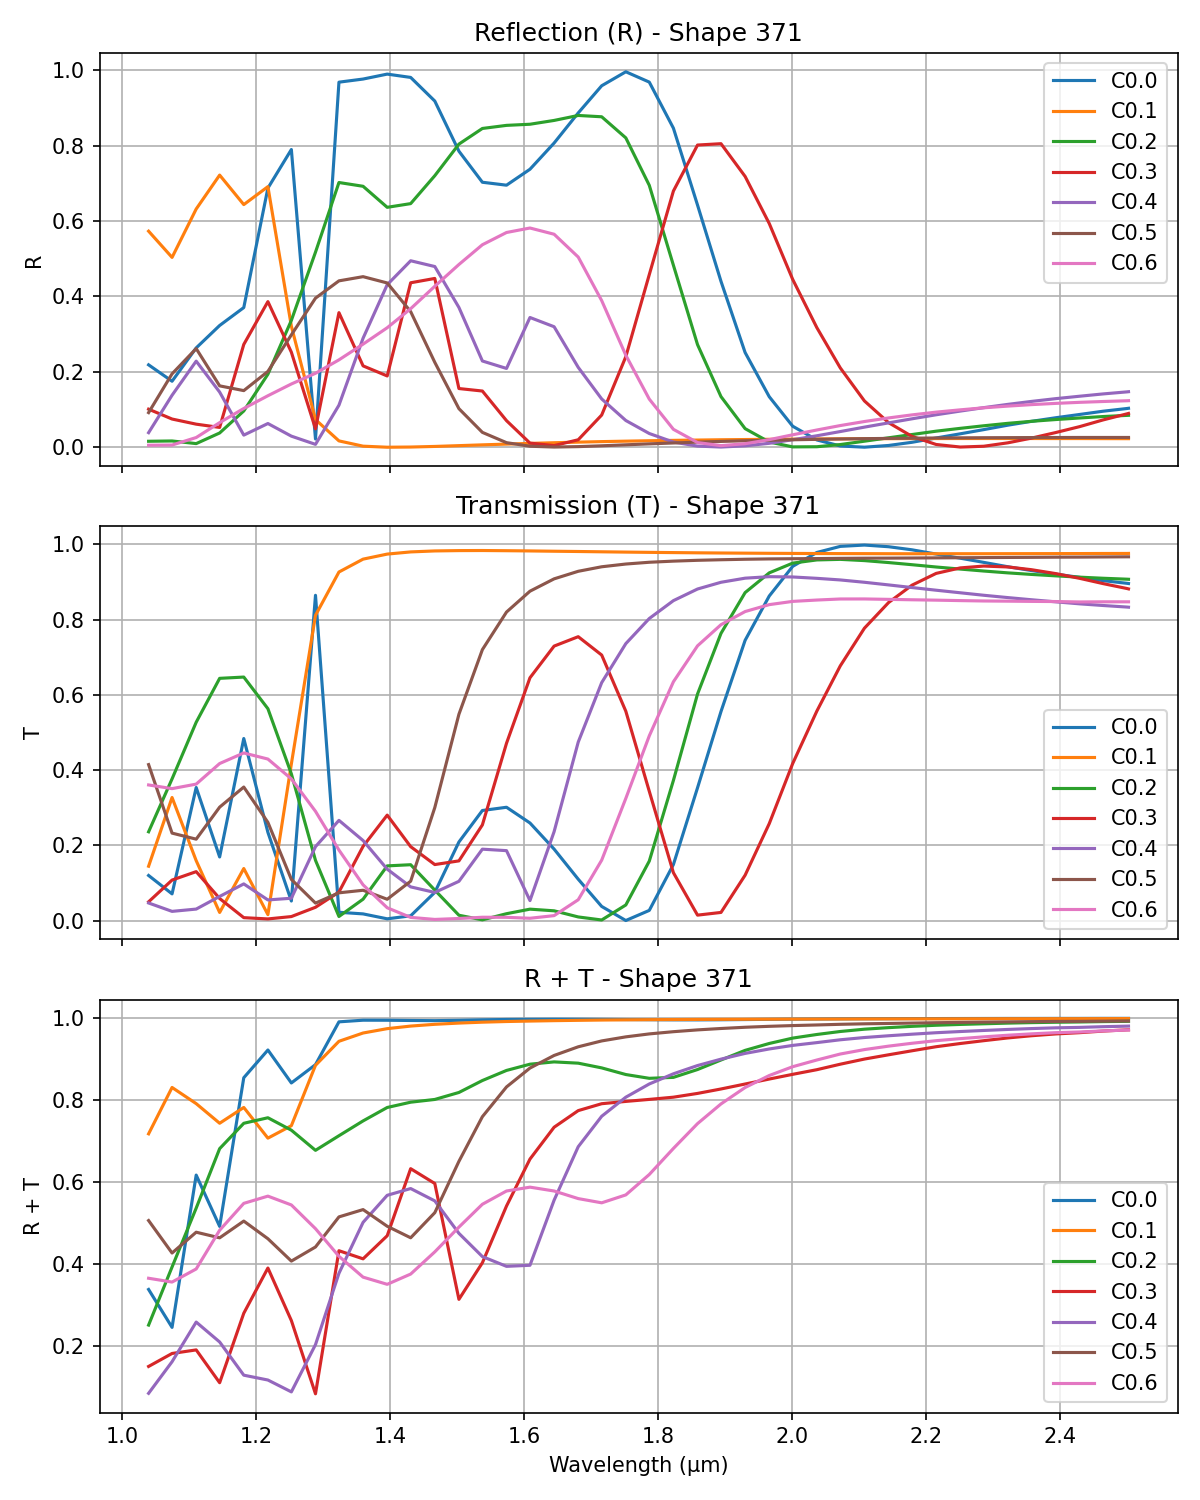 Reflection (R) - Shape 371
1.0
0.8
0.6
0.4
0.2
0.0
R
C0.0
C0.1
C0.2
C0.3
C0.4
C0.5
C0.6
Transmission (T) - Shape 371
1.0
0.8
0.6
0.4
0.2
0.0
T
C0.0
C0.1
C0.2
C0.3
C0.4
C0.5
C0.6
R + T - Shape 371
1.0
0.8
0.6
0.4
0.2
R + T
C0.0
C0.1
C0.2
C0.3
C0.4
C0.5
C0.6
1.0 1.2 1.4 1.6 1.8 2.0 2.2 2.4
Wavelength (μm)